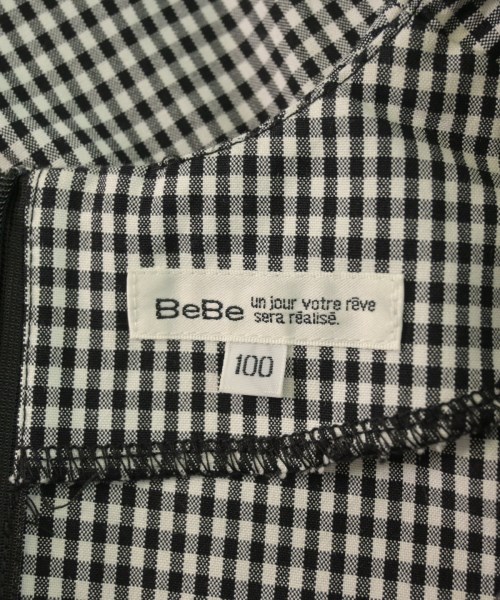 BeBe
un jour votre rêve
sera réalisé.
100